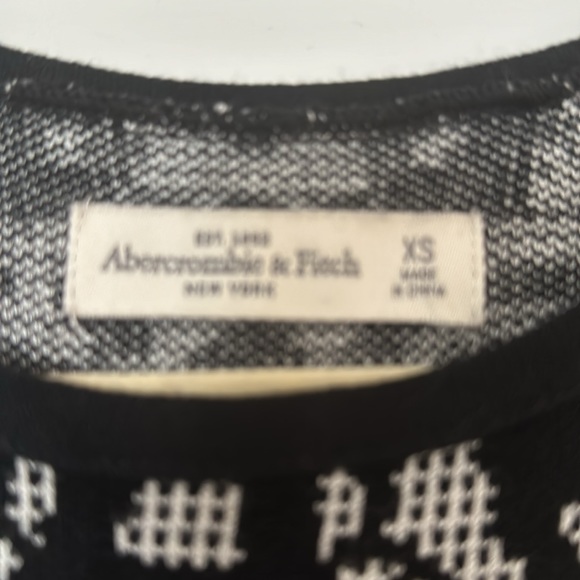 EST. 1892
Abercrombie & Fitch
NEW YORK
XS
MADE
IN CHINA